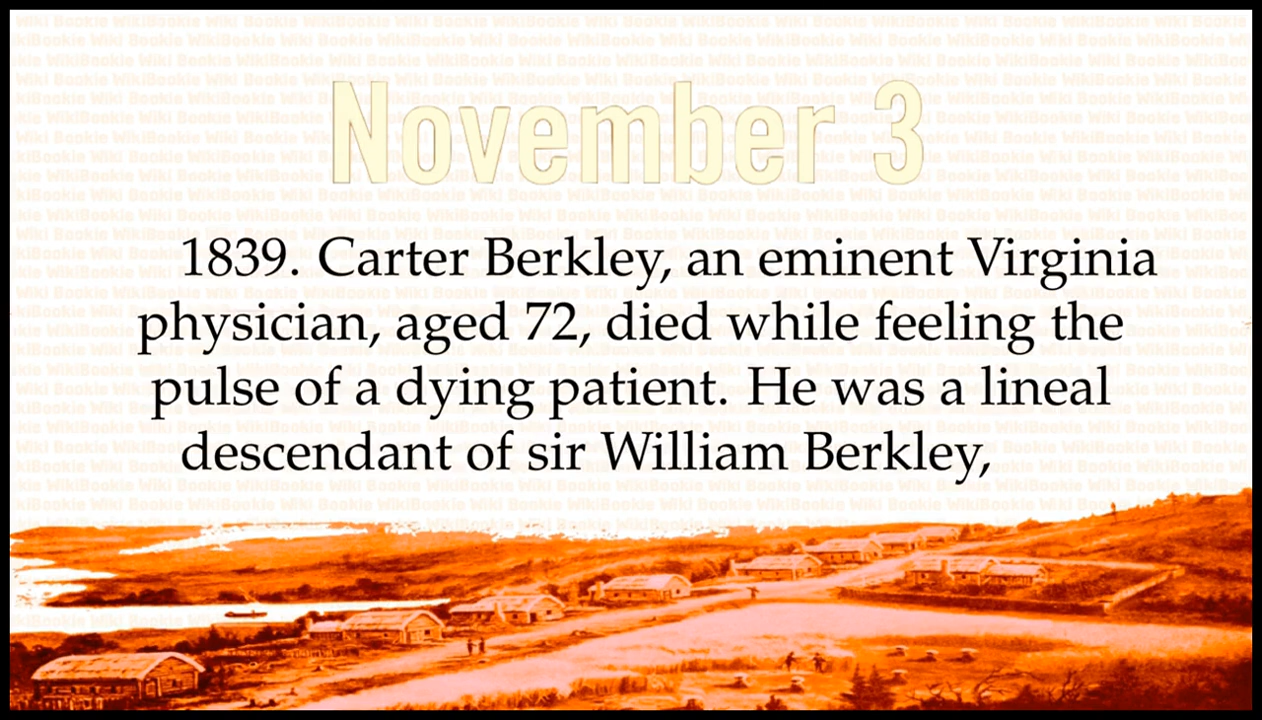 November 3
1839. Carter Berkley, an eminent Virginia
physician, aged 72, died while feeling the
pulse of a dying patient. He was a lineal
descendant of sir William Berkley,